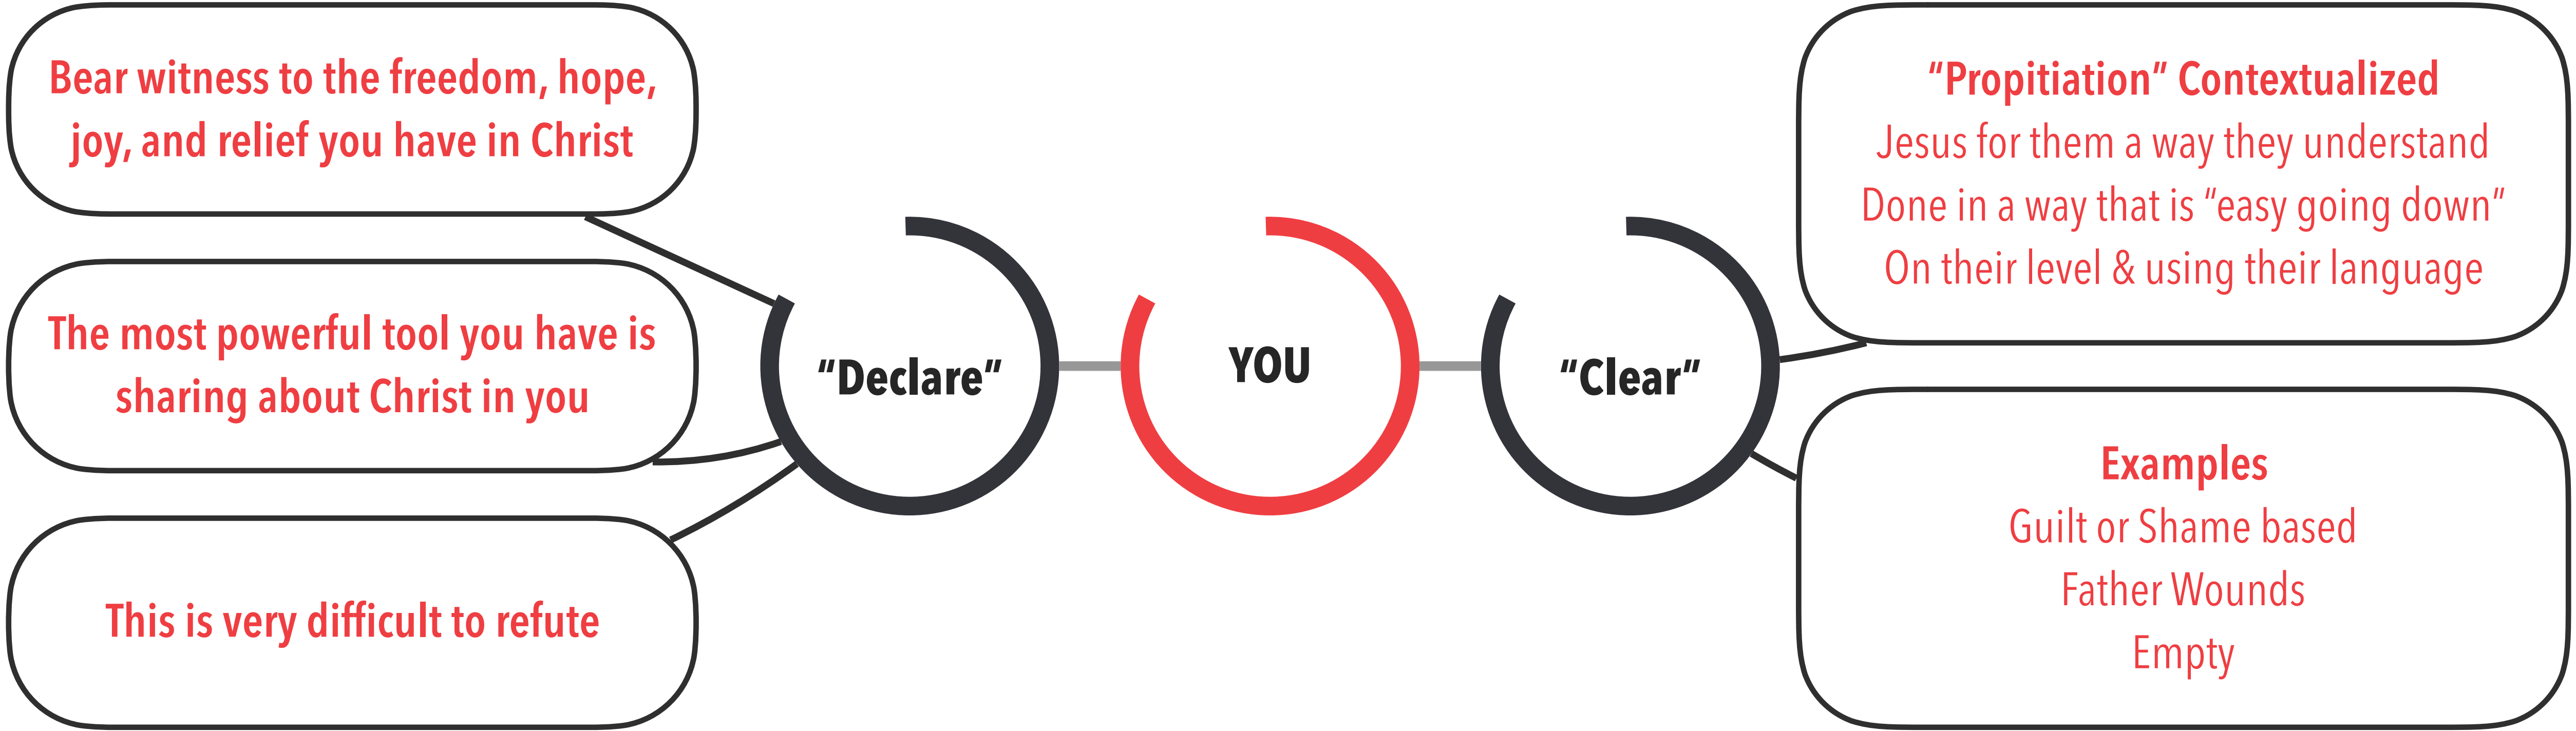 Bear witness to the freedom, hope,
joy, and relief you have in Christ
The most powerful tool you have is
sharing about Christ in you
This is very difficult to refute
“Declare”
YOU
“Clear”
“Propitiation” Contextualized
Jesus for them a way they understand
Done in a way that is “easy going down”
On their level & using their language
Examples
Guilt or Shame based
Father Wounds
Empty